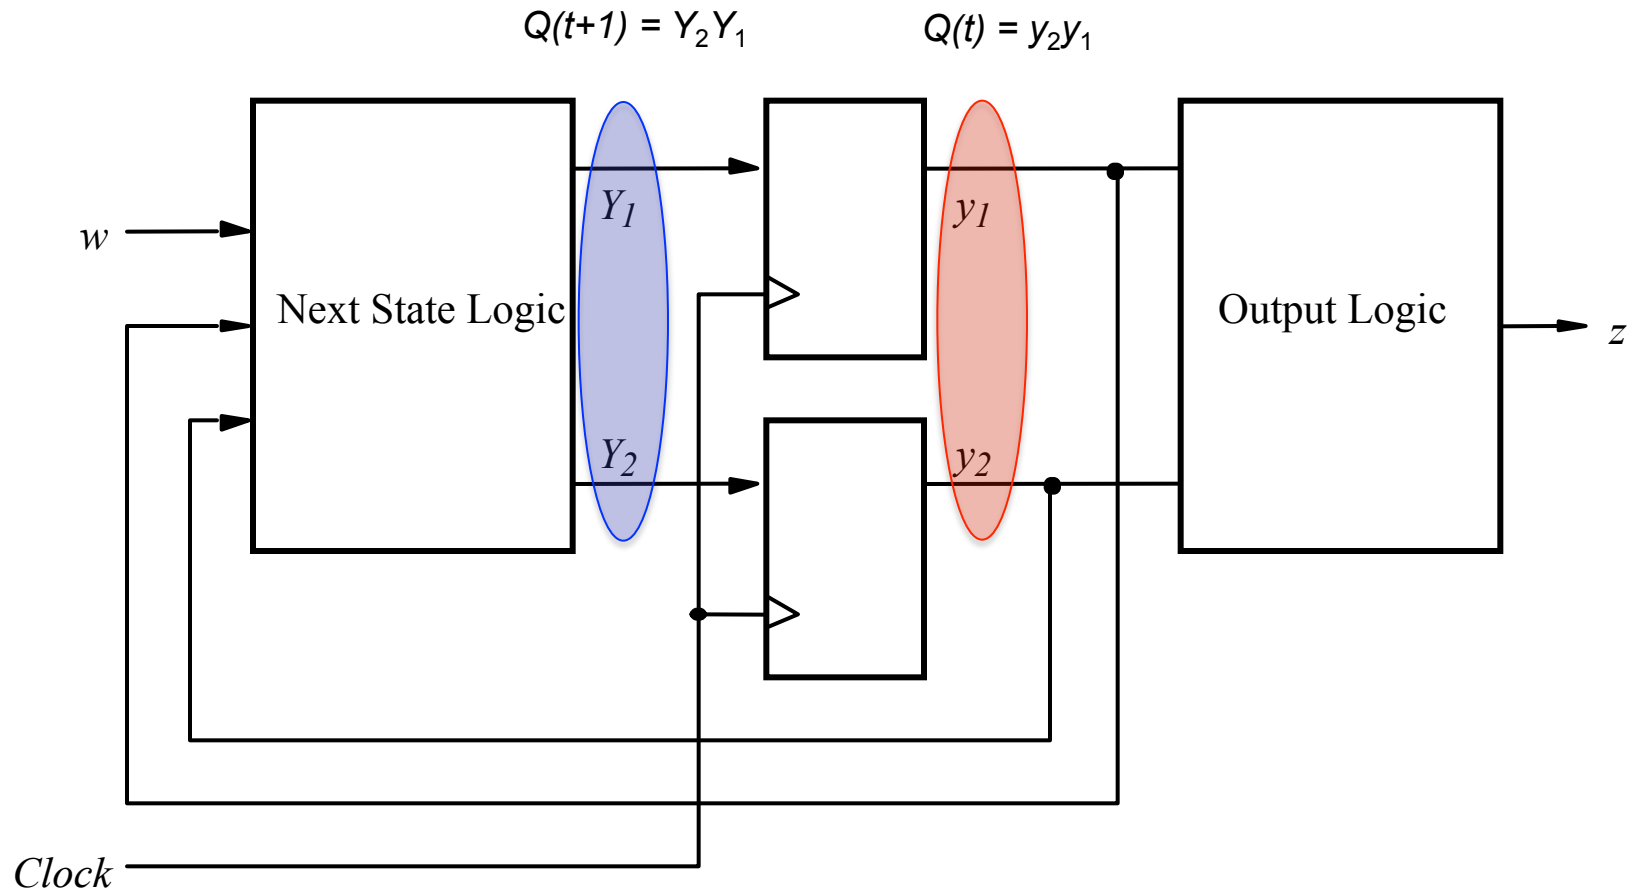 Q(t+1) = Y₂Y₁
Q(t) = y₂y₁
Y₁
y₁
w
Next State Logic
Output Logic
z
Y₂
y₂
Clock